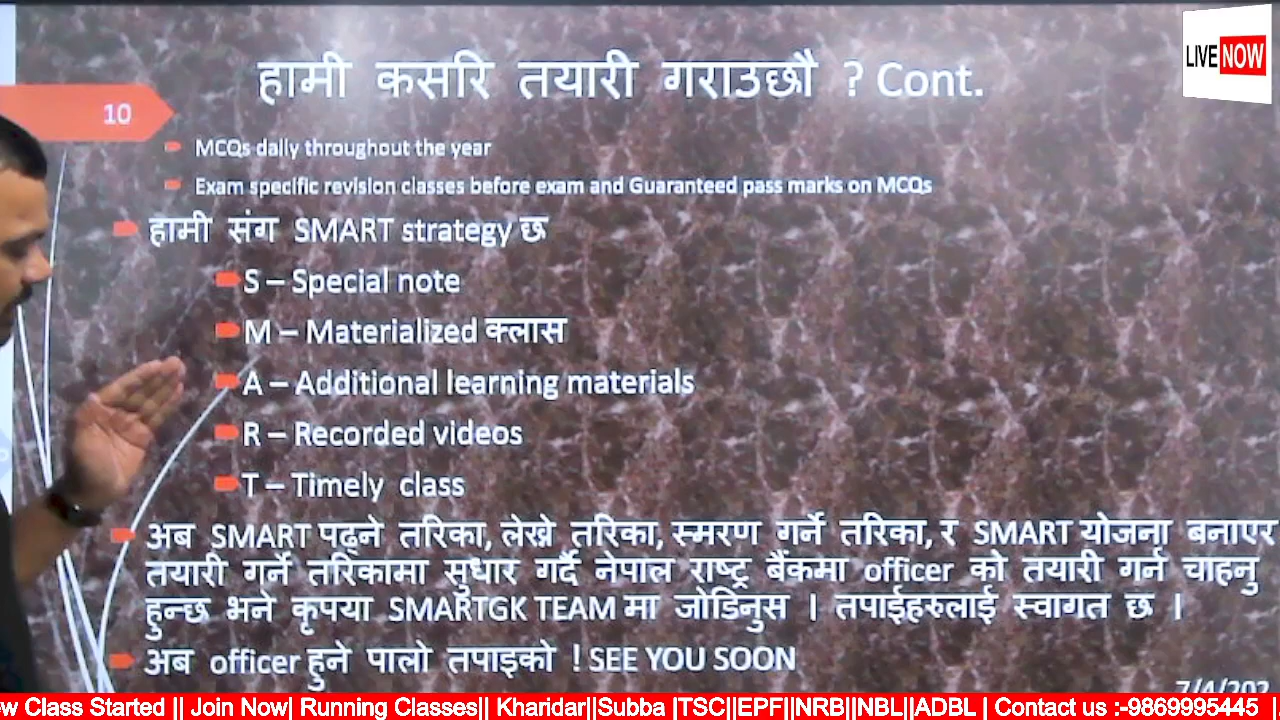 LIVE NOW
हामी कसरि तयारी गराउछौ ? Cont.
10
MCQs daily throughout the year
Exam specific revision classes before exam and Guaranteed pass marks on MCQs
हामी संग SMART strategy छ
S – Special note
M – Materialized क्लास
A – Additional learning materials
R – Recorded videos
T – Timely class
अब SMART पढ्ने तरिका, लेख्ने तरिका, स्मरण गर्ने तरिका, र SMART योजना बनाएर
तयारी गर्ने तरिकामा सुधार गर्दै नेपाल राष्ट्र बैंकमा officer को तयारी गर्न चाहनु
हुन्छ भने कृपया SMARTGK TEAM मा जोडिनुस । तपाईहरुलाई स्वागत छ ।
अब officer हुने पालो तपाइको ! SEE YOU SOON
7/4/202
Class Started || Join Now| Running Classes|| Kharidar||Subba |TSC||EPF||NRB||NBL||ADBL | Contact us :-9869995445 |